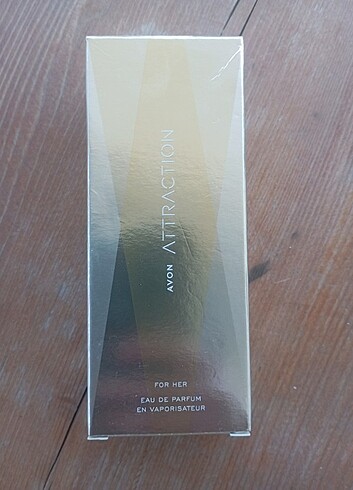 AVON ATTRACTION
FOR HER
EAU DE PARFUM
EN VAPORISATEUR